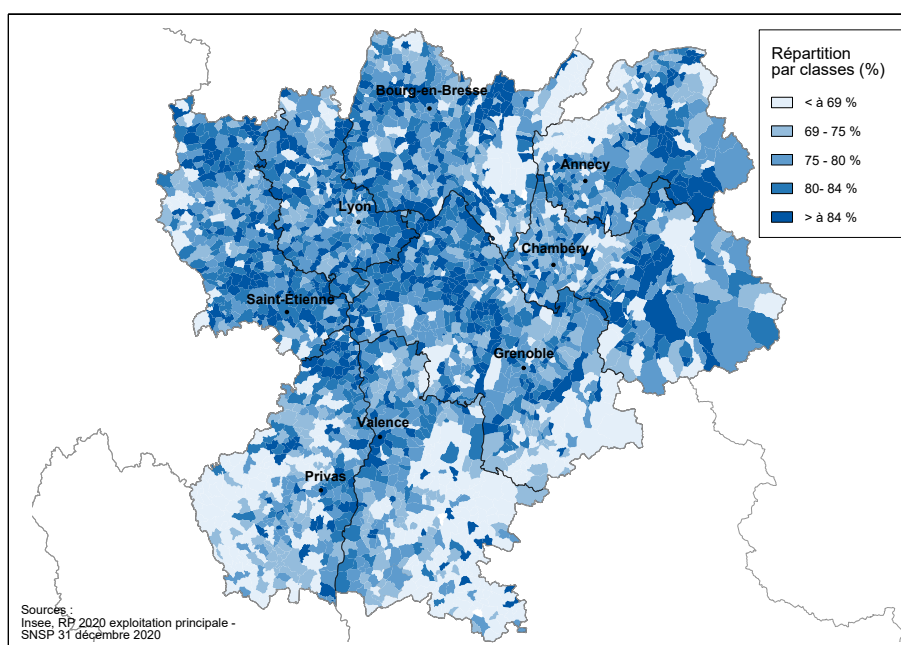 Répartition
par classes (%)
< à 69 %
69 - 75 %
75 - 80 %
80- 84 %
> à 84 %
Bourg-en-Bresse
Annecy
Lyon
Chambéry
Saint-Etienne
Grenoble
Valence
Privas
Sources :
Insee, RP 2020 exploitation principale -
SNSP 31 décembre 2020